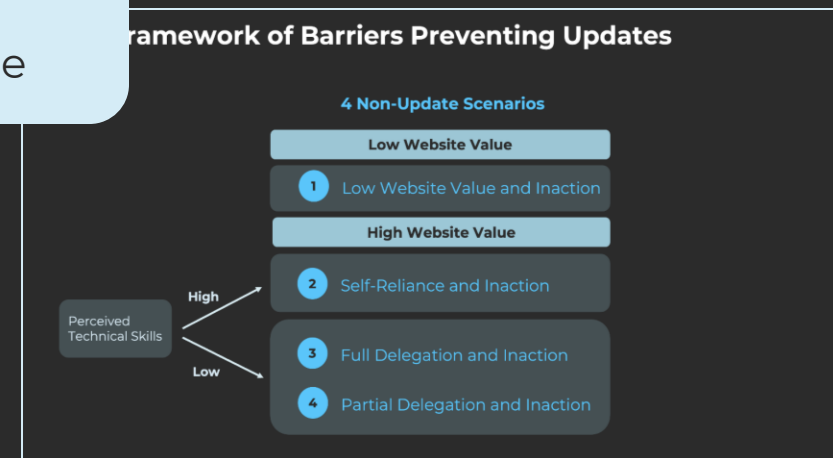 e
ramework of Barriers Preventing Updates
4 Non-Update Scenarios
Low Website Value
1 Low Website Value and Inaction
High Website Value
2 Self-Reliance and Inaction
High
Perceived
Technical Skills
3 Full Delegation and Inaction
Low
4 Partial Delegation and Inaction